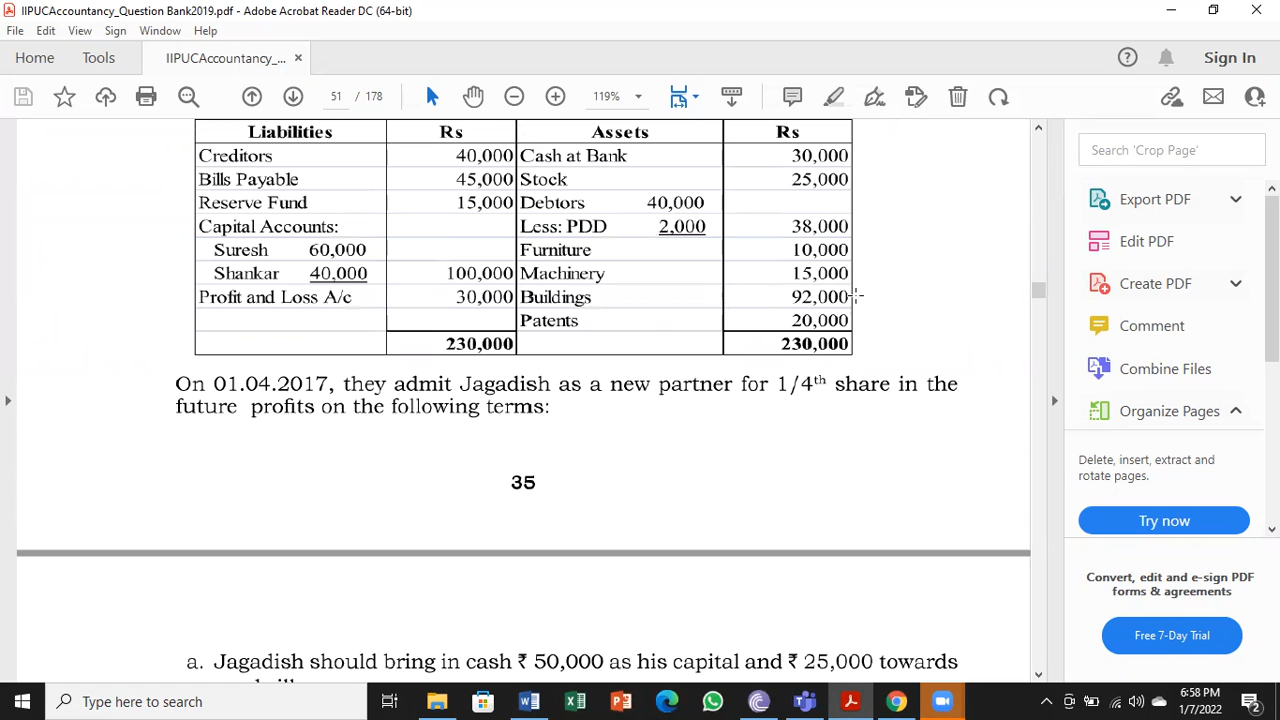 IIPUCAccountancy_Question Bank2019.pdf - Adobe Acrobat Reader DC (64-bit)
File Edit View Sign Window Help
Home Tools IIPUCAccountancy_... × Sign In
51 / 178 119%
Liabilities Rs Assets Rs
Creditors 40,000 Cash at Bank 30,000
Bills Payable 45,000 Stock 25,000
Reserve Fund 15,000 Debtors 40,000
Capital Accounts: Less: PDD 2,000 38,000
Suresh 60,000 Furniture 10,000
Shankar 40,000 100,000 Machinery 15,000
Profit and Loss A/c 30,000 Buildings 92,000
Patents 20,000
230,000 230,000
On 01.04.2017, they admit Jagadish as a new partner for 1/4th share in the
future profits on the following terms:
35
a. Jagadish should bring in cash ₹ 50,000 as his capital and ₹ 25,000 towards
Search 'Crop Page'
Export PDF
Edit PDF
Create PDF
Comment
Combine Files
Organize Pages
Delete, insert, extract and
rotate pages.
Try now
Convert, edit and e-sign PDF
forms & agreements
Free 7-Day Trial
Type here to search
6:58 PM
1/7/2022
2